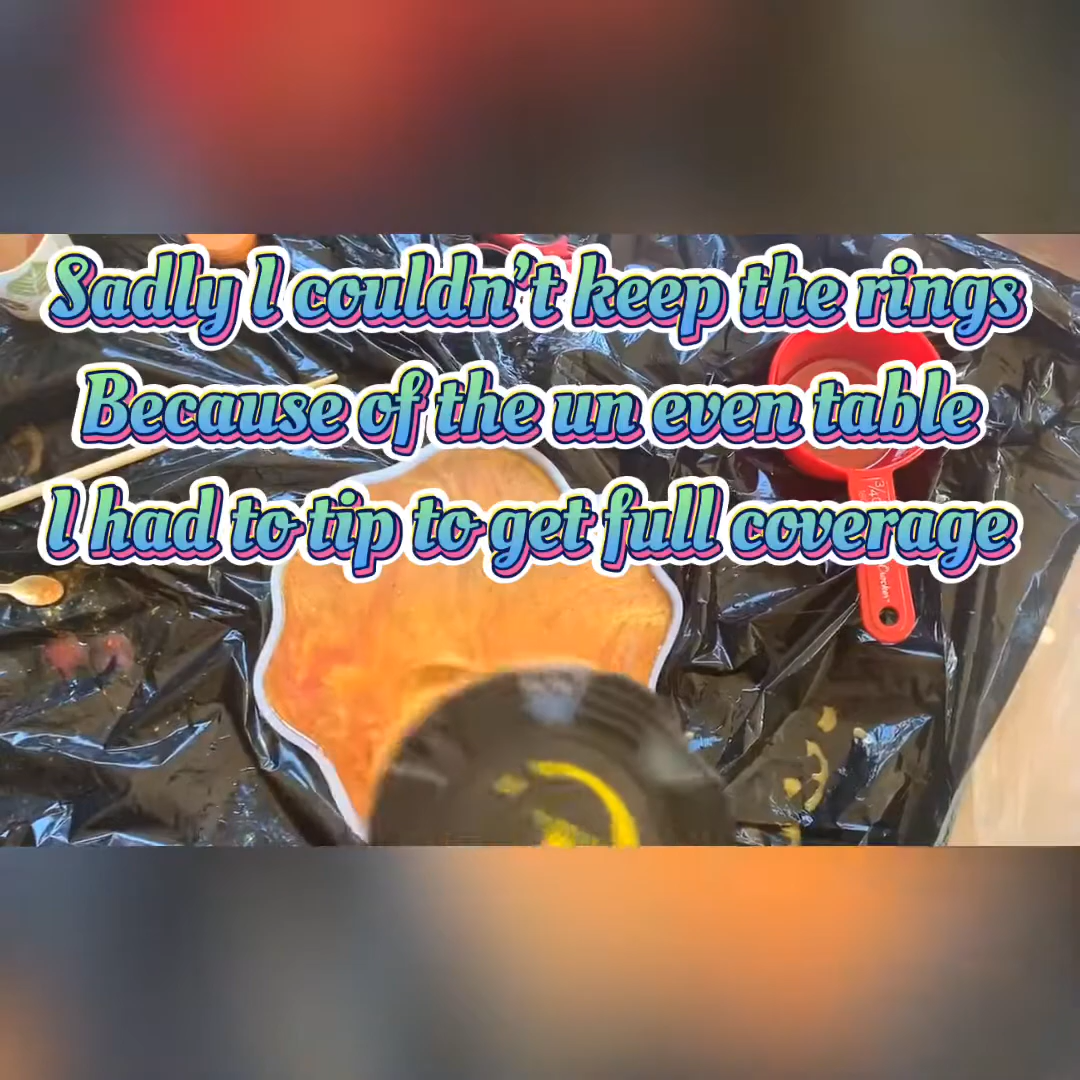 Sadly I couldn't keep the rings
Because of the un even table
I had to tip to get full coverage